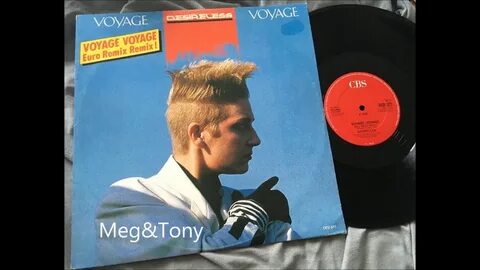 VOYAGE
DESIRELESS
VOYAGE
VOYAGE VOYAGE
Euro Remix Remix!
CBS
Meg&Tony